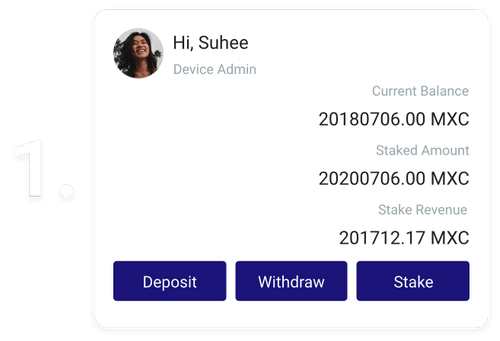 1.
Hi, Suhee
Device Admin
Current Balance
20180706.00 MXC
Staked Amount
20200706.00 MXC
Stake Revenue
201712.17 MXC
Deposit Withdraw Stake